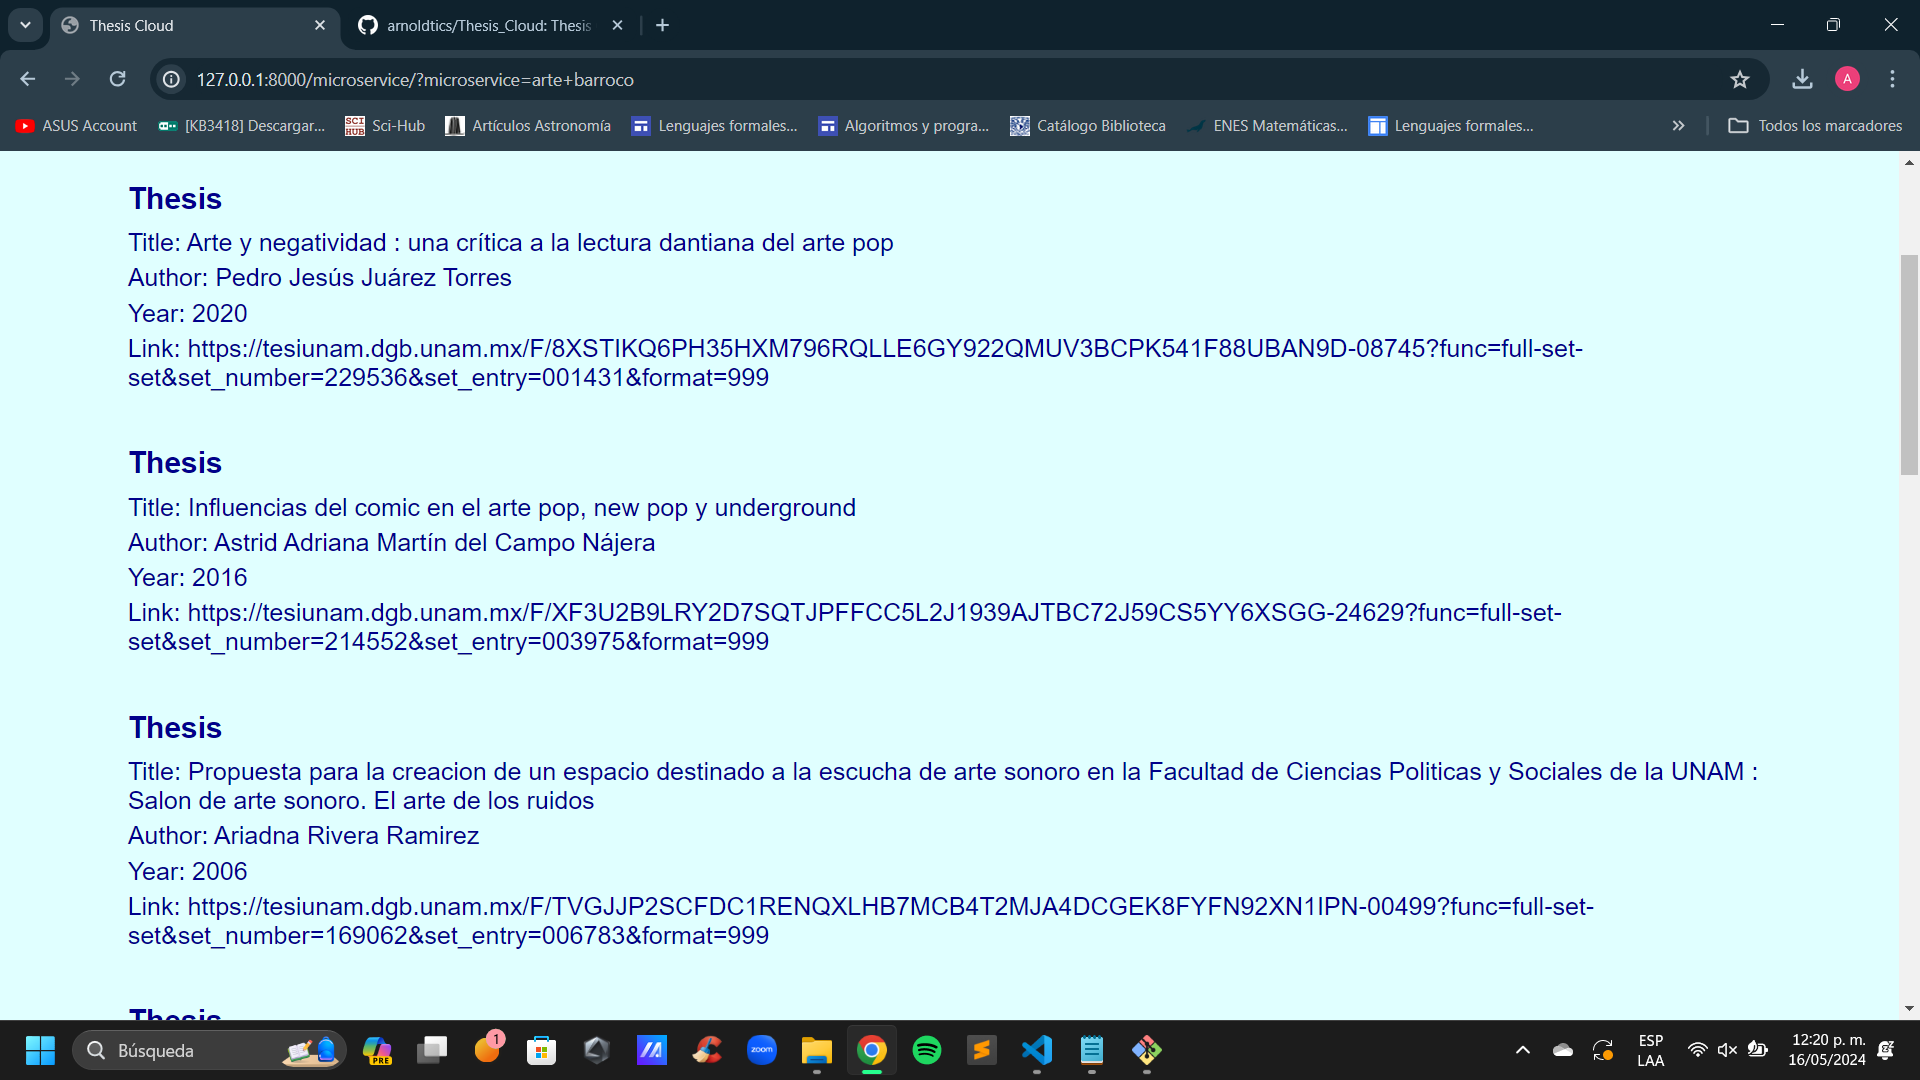 Thesis Cloud
arnoldtics/Thesis_Cloud: Thesis
127.0.0.1:8000/microservice/?microservice=arte+barroco
A
ASUS Account
[KB3418] Descargar...
SCI HUB
Sci-Hub
Artículos Astronomía
Lenguajes formales...
Algoritmos y progra...
Catálogo Biblioteca
ENES Matemáticas...
Lenguajes formales...
Todos los marcadores
Thesis
Title: Arte y negatividad : una crítica a la lectura dantiana del arte pop
Author: Pedro Jesús Juárez Torres
Year: 2020
Link: https://tesiunam.dgb.unam.mx/F/8XSTIKQ6PH35HXM796RQLLE6GY922QMUV3BCPK541F88UBAN9D-08745?func=full-set-
set&set_number=229536&set_entry=001431&format=999
Thesis
Title: Influencias del comic en el arte pop, new pop y underground
Author: Astrid Adriana Martín del Campo Nájera
Year: 2016
Link: https://tesiunam.dgb.unam.mx/F/XF3U2B9LRY2D7SQTJPFFCC5L2J1939AJTBC72J59CS5YY6XSGG-24629?func=full-set-
set&set_number=214552&set_entry=003975&format=999
Thesis
Title: Propuesta para la creacion de un espacio destinado a la escucha de arte sonoro en la Facultad de Ciencias Politicas y Sociales de la UNAM :
Salon de arte sonoro. El arte de los ruidos
Author: Ariadna Rivera Ramirez
Year: 2006
Link: https://tesiunam.dgb.unam.mx/F/TVGJJP2SCFDC1RENQXLHB7MCB4T2MJA4DCGEK8FYFN92XN1IPN-00499?func=full-set-
set&set_number=169062&set_entry=006783&format=999
Thesis
Búsqueda
PRE
1
zoom
ESP
LAA
12:20 p. m.
16/05/2024